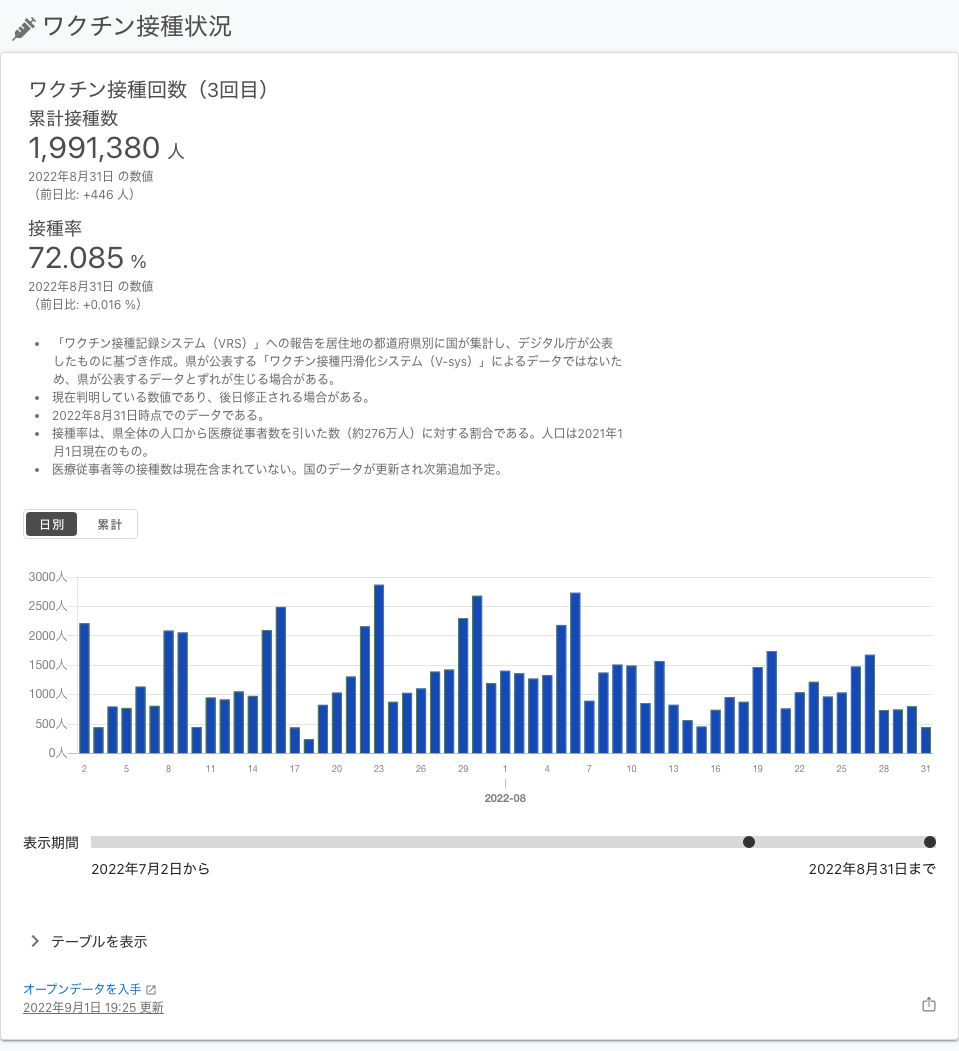 ワクチン接種状況
ワクチン接種回数（3回目）
累計接種数
1,991,380 人
2022年8月31日 の数値
（前日比: +446 人）
接種率
72.085 %
2022年8月31日 の数値
（前日比: +0.016 %）
• 「ワクチン接種記録システム（VRS）」への報告を居住地の都道府県別に国が集計し、デジタル庁が公表
したものに基づき作成。県が公表する「ワクチン接種円滑化システム（V-sys）」によるデータではないた
め、県が公表するデータとずれが生じる場合がある。
• 現在判明している数値であり、後日修正される場合がある。
• 2022年8月31日時点でのデータである。
• 接種率は、県全体の人口から医療従事者数を引いた数（約276万人）に対する割合である。人口は2021年1
月1日現在のもの。
• 医療従事者等の接種数は現在含まれていない。国のデータが更新され次第追加予定。
日別 累計
3000人
2500人
2000人
1500人
1000人
500人
0人
2 5 8 11 14 17 20 23 26 29 1 4 7 10 13 16 19 22 25 28 31
2022-08
表示期間
2022年7月2日から 2022年8月31日まで
テーブルを表示
オープンデータを入手
2022年9月1日 19:25 更新